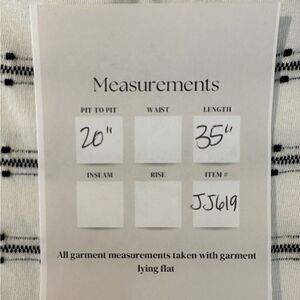 Measurements
PIT TO PIT WAIST LENGTH
20" 35"
INSEAM RISE ITEM #
JJ619
All garment measurements taken with garment
lying flat